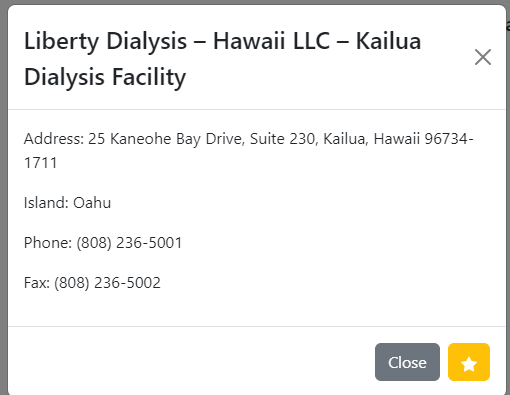 Liberty Dialysis – Hawaii LLC – Kailua
Dialysis Facility
Address: 25 Kaneohe Bay Drive, Suite 230, Kailua, Hawaii 96734-
1711
Island: Oahu
Phone: (808) 236-5001
Fax: (808) 236-5002
Close